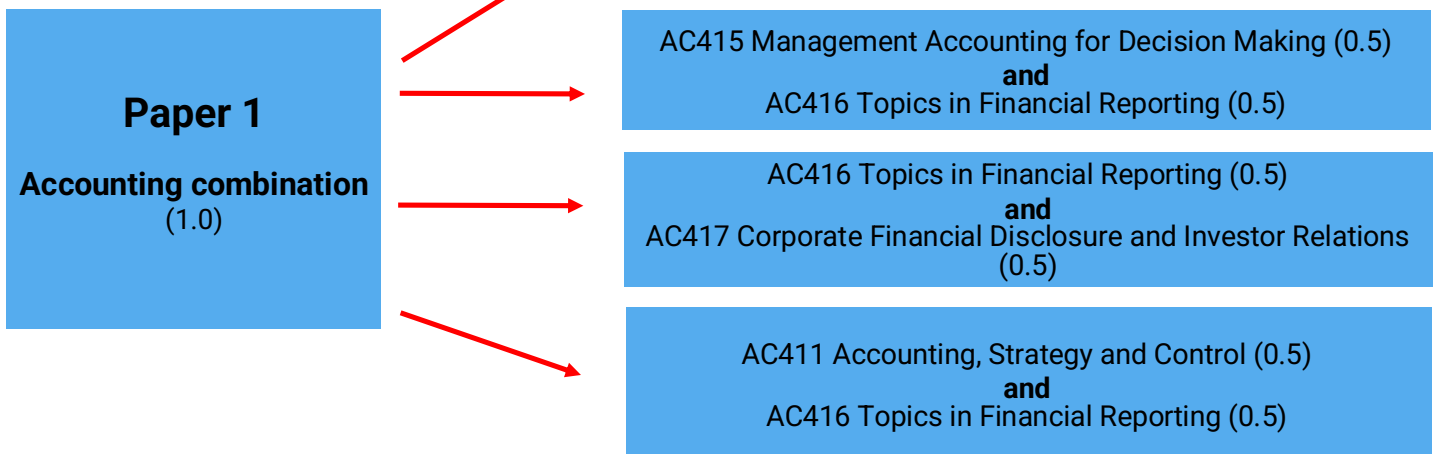 Paper 1
Accounting combination
(1.0)
AC415 Management Accounting for Decision Making (0.5)
and
AC416 Topics in Financial Reporting (0.5)
AC416 Topics in Financial Reporting (0.5)
and
AC417 Corporate Financial Disclosure and Investor Relations
(0.5)
AC411 Accounting, Strategy and Control (0.5)
and
AC416 Topics in Financial Reporting (0.5)